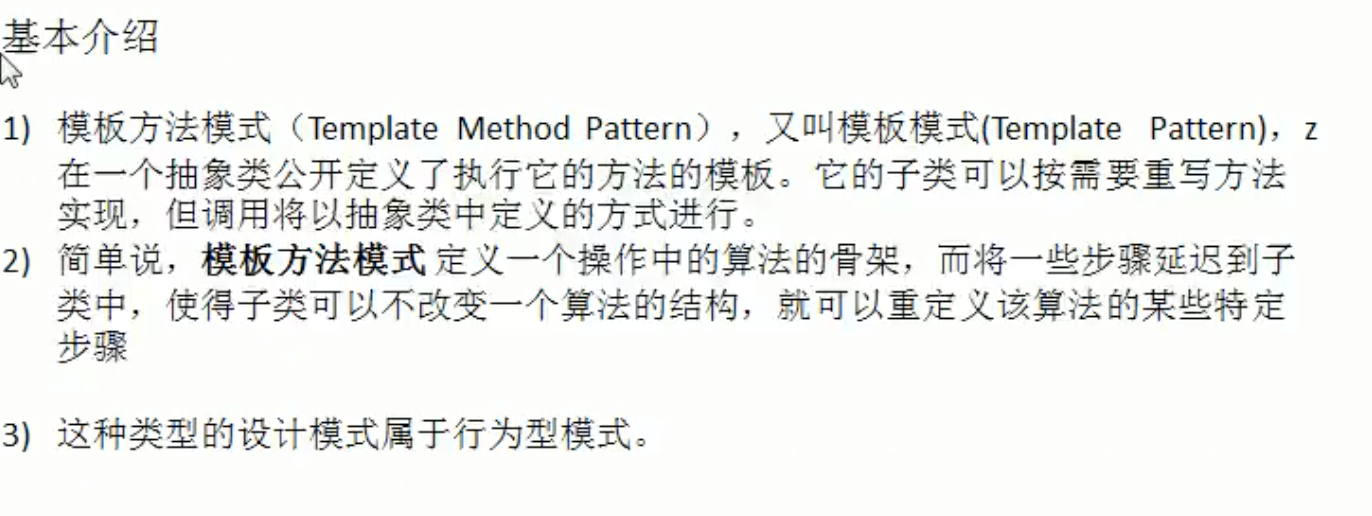 基本介绍
1) 模板方法模式（Template Method Pattern），又叫模板模式(Template Pattern)，z
在一个抽象类公开定义了执行它的方法的模板。它的子类可以按需要重写方法
实现，但调用将以抽象类中定义的方式进行。
2) 简单说，模板方法模式 定义一个操作中的算法的骨架，而将一些步骤延迟到子
类中，使得子类可以不改变一个算法的结构，就可以重定义该算法的某些特定
步骤
3) 这种类型的设计模式属于行为型模式。